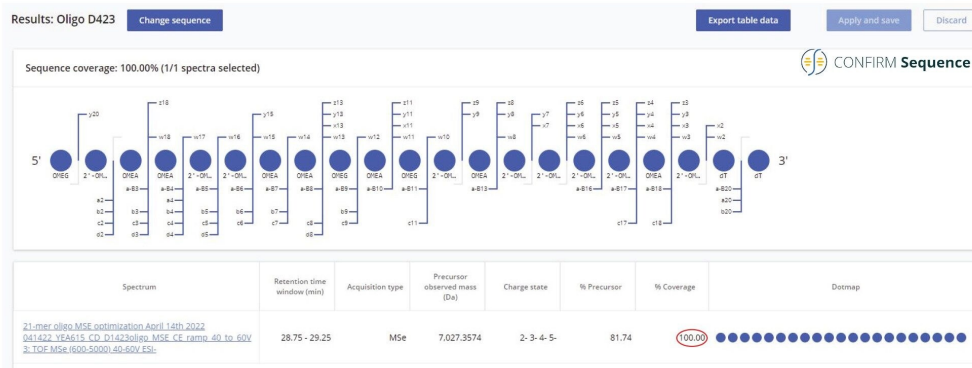 Results: Oligo D423 Change sequence Export table data Apply and save Discard
Sequence coverage: 100.00% (1/1 spectra selected) CONFIRM Sequence
z16 z13 z11 z9 z8 z6 z5 z4 z3
y20 y15 y13 y11 y9 y8 y7 y6 y5 y4 y3
x13 x11 x7 x6 x5 x4 x3 x2
w18 w17 w16 w15 w14 w13 w12 w11 w10 w8 w6 w5 w4 w3 w2
5' 3'
OMEG 2'-OM... OMEA OMEA 2'-OM... 2'-OM... OMEA OMEA OMEG OMEA OMEA 2'-OM... OMEG 2'-OM... 2'-OM... OMEA 2'-OM... OMEA 2'-OM... dT dT
a-B3 a-B4 a-B5 a-B6 a-B7 a-B8 a-B9 a-B10 a-B11 a-B13 a-B16 a-B17 a-B18 a-B20
a2 a4 a20
b2 b3 b4 b5 b6 b7 b9 b20
c2 c3 c4 c5 c6 c7 c8 c9 c11 c17 c18
d2 d3 d4 d5 d8
Spectrum Retention time window (min) Acquisition type Precursor observed mass (Da) Charge state % Precursor % Coverage Dotmap
21-mer oligo MSE optimization April 14th 2022
041422_YEA615_CD_D1423oligo_MSE_CE ramp_40 to 60V
3: TOF MSe (600-5000) 40-60V ESI-
28.75 - 29.25 MSe 7,027.3574 2- 3- 4- 5- 81.74 100.00